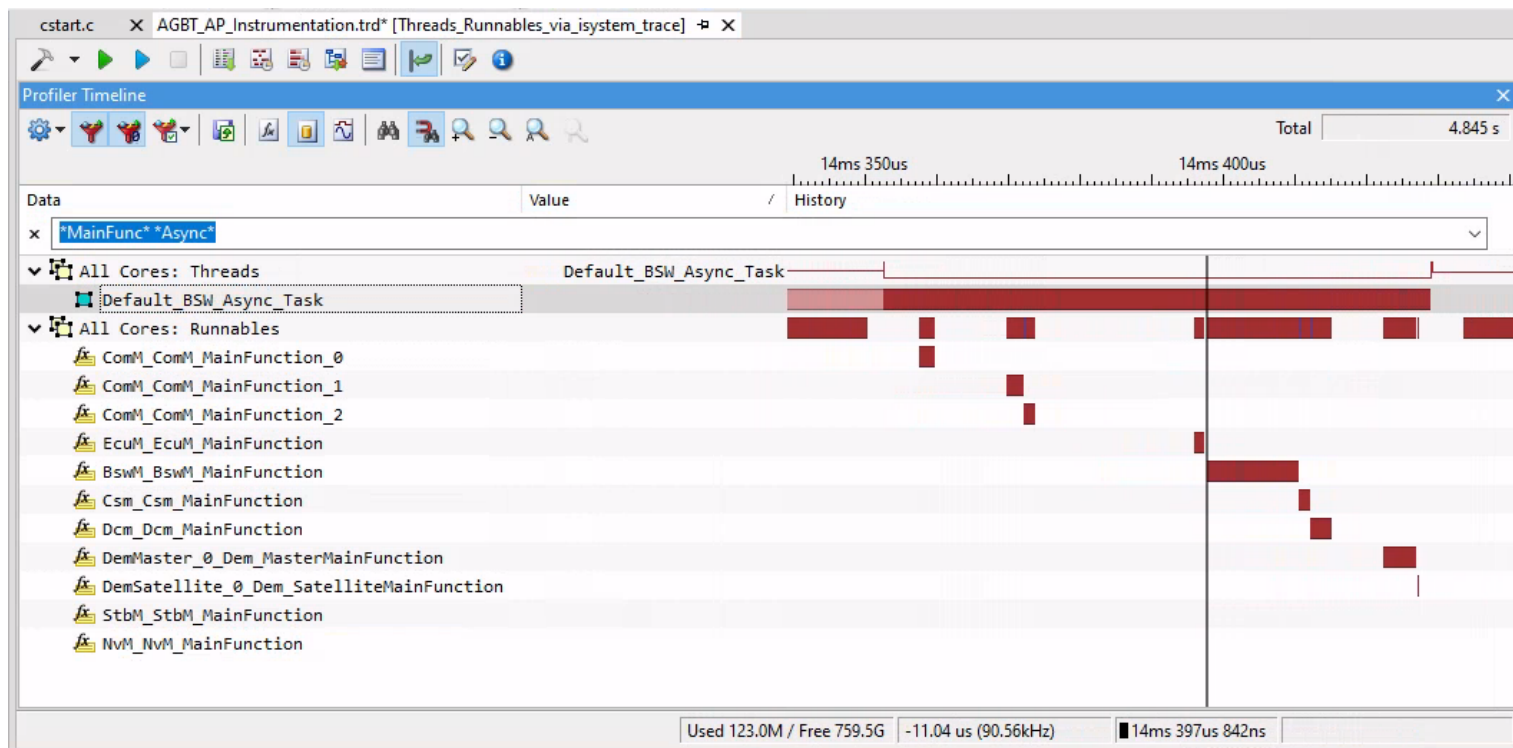 cstart.c AGBT_AP_Instrumentation.trd* [Threads_Runnables_via_isystem_trace]
Profiler Timeline
Total 4.845 s
14ms 350us 14ms 400us
Data Value / History
*MainFunc* *Async*
All Cores: Threads Default_BSW_Async_Task
Default_BSW_Async_Task
All Cores: Runnables
ComM_ComM_MainFunction_0
ComM_ComM_MainFunction_1
ComM_ComM_MainFunction_2
EcuM_EcuM_MainFunction
BswM_BswM_MainFunction
Csm_Csm_MainFunction
Dcm_Dcm_MainFunction
DemMaster_0_Dem_MasterMainFunction
DemSatellite_0_Dem_SatelliteMainFunction
StbM_StbM_MainFunction
NvM_NvM_MainFunction
Used 123.0M / Free 759.5G -11.04 us (90.56kHz) 14ms 397us 842ns